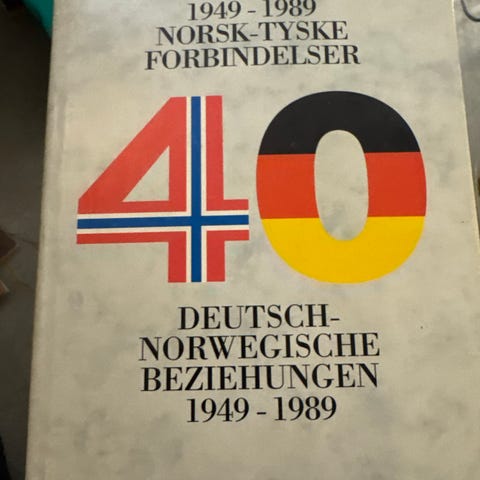 1949 - 1989
NORSK-TYSKE
FORBINDELSER
40
DEUTSCH-
NORWEGISCHE
BEZIEHUNGEN
1949 - 1989